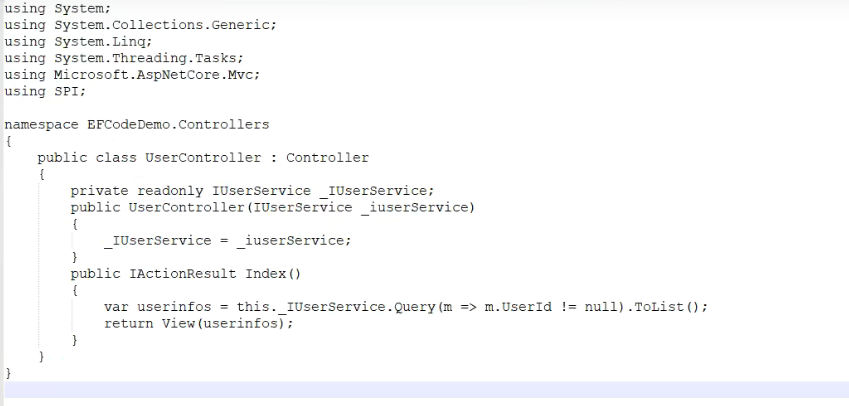 using System;
using System.Collections.Generic;
using System.Linq;
using System.Threading.Tasks;
using Microsoft.AspNetCore.Mvc;
using SPI;

namespace EFCodeDemo.Controllers
{
    public class UserController : Controller
    {
        private readonly IUserService _IUserService;
        public UserController(IUserService _iuserService)
        {
            _IUserService = _iuserService;
        }
        public IActionResult Index()
        {
            var userinfos = this._IUserService.Query(m => m.UserId != null).ToList();
            return View(userinfos);
        }
    }
}